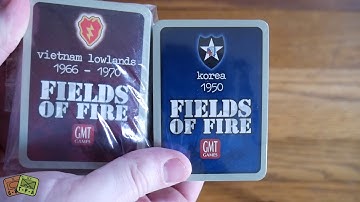 vietnam lowlands
1966 - 1970
FIELDS
OF FIRE
GMT
GAMES
korea
1950
FIELDS
OF FIRE
GMT
GAMES